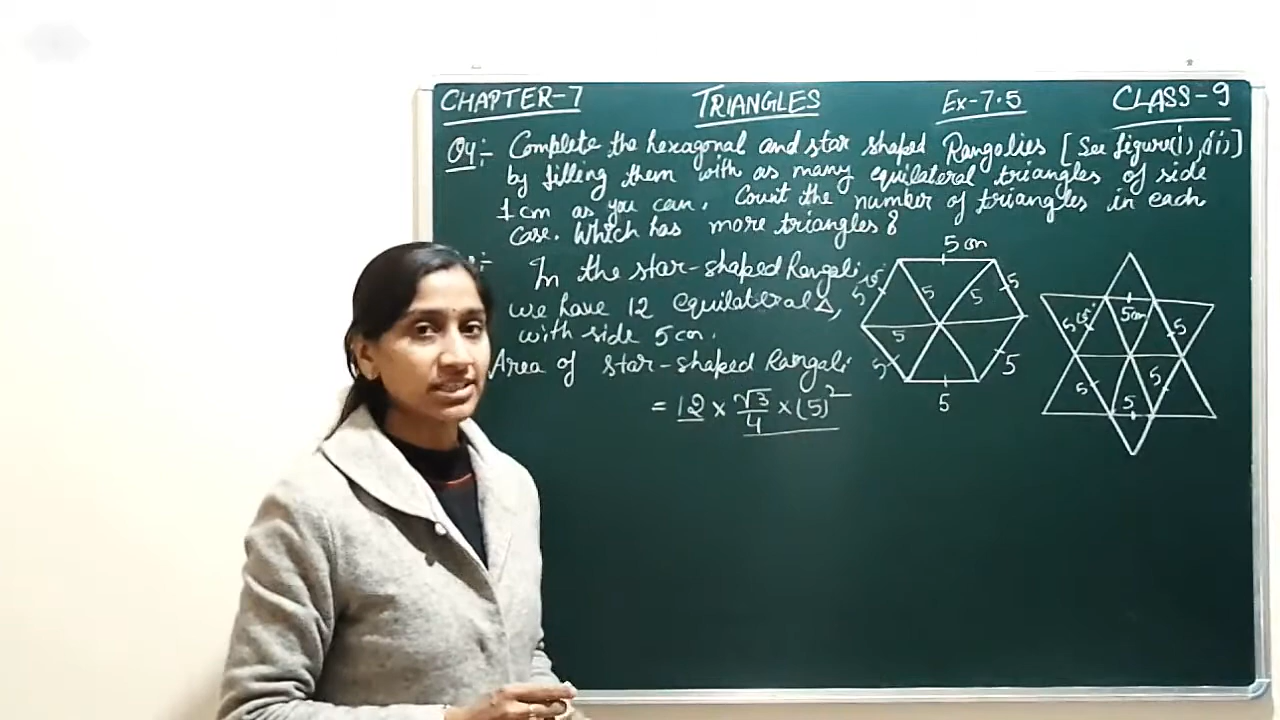 CHAPTER-7 TRIANGLES Ex-7.5 CLASS-9
Q4:- Complete the hexagonal and star shaped Rangolies [See figure(i),(ii)]
by filling them with as many equilateral triangles of side
1 cm as you can. Count the number of triangles in each
case. Which has more triangles ?
:- In the star-shaped Rangoli
we have 12 equilateral Δ,
with side 5 cm.
Area of star-shaped Rangoli
= 12 × √3/4 × (5)²
5 cm
5 5 5 5
5
5 5
5
5 cm
5 5
5 5
5